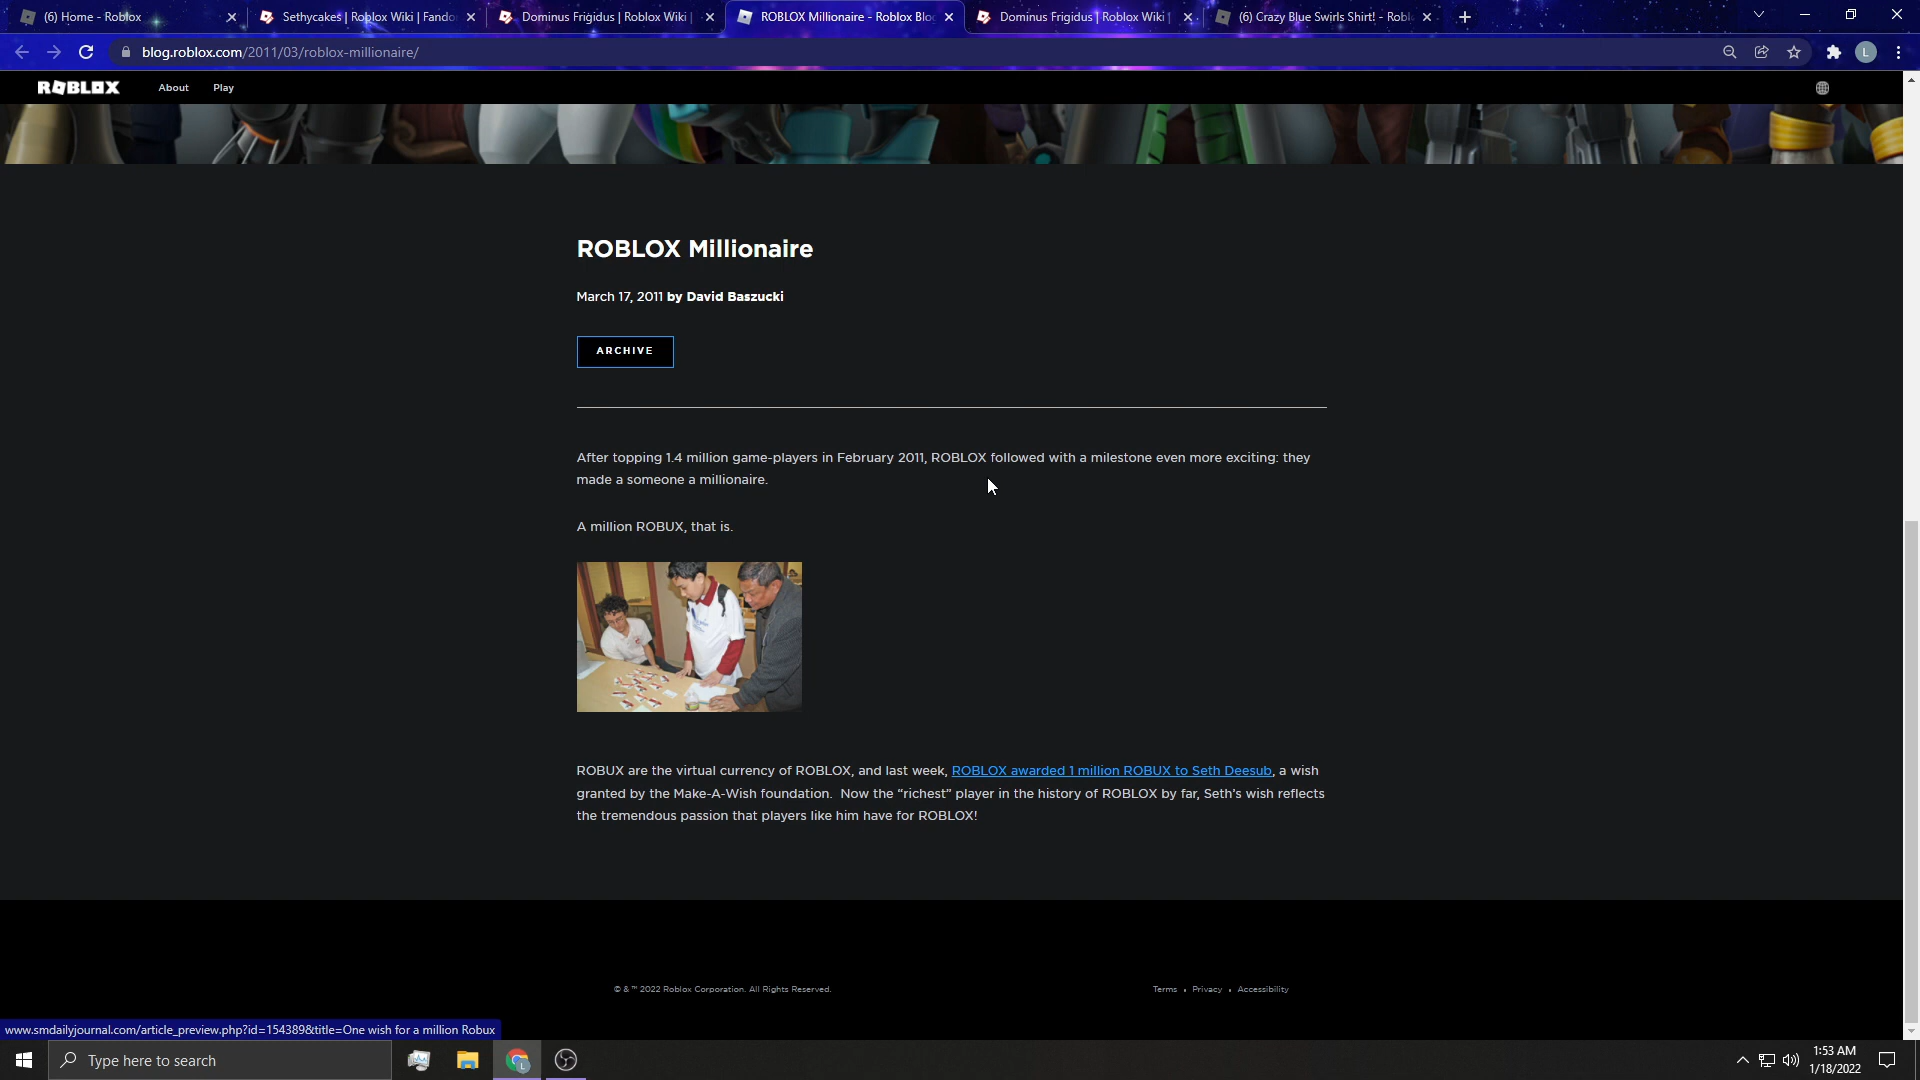 (6) Home - Roblox
Sethycakes | Roblox Wiki | Fando
Dominus Frigidus | Roblox Wiki |
ROBLOX Millionaire - Roblox Blo
Dominus Frigidus | Roblox Wiki |
(6) Crazy Blue Swirls Shirt! - Robl
blog.roblox.com/2011/03/roblox-millionaire/
L
ROBLOX
About
Play
ROBLOX Millionaire
March 17, 2011 by David Baszucki
ARCHIVE
After topping 1.4 million game-players in February 2011, ROBLOX followed with a milestone even more exciting: they
made a someone a millionaire.
A million ROBUX, that is.
ROBUX are the virtual currency of ROBLOX, and last week, ROBLOX awarded 1 million ROBUX to Seth Deesub, a wish
granted by the Make-A-Wish foundation.  Now the “richest” player in the history of ROBLOX by far, Seth’s wish reflects
the tremendous passion that players like him have for ROBLOX!
© & ™ 2022 Roblox Corporation. All Rights Reserved.
Terms • Privacy • Accessibility
www.smdailyjournal.com/article_preview.php?id=154389&title=One wish for a million Robux
Type here to search
L
1:53 AM
1/18/2022